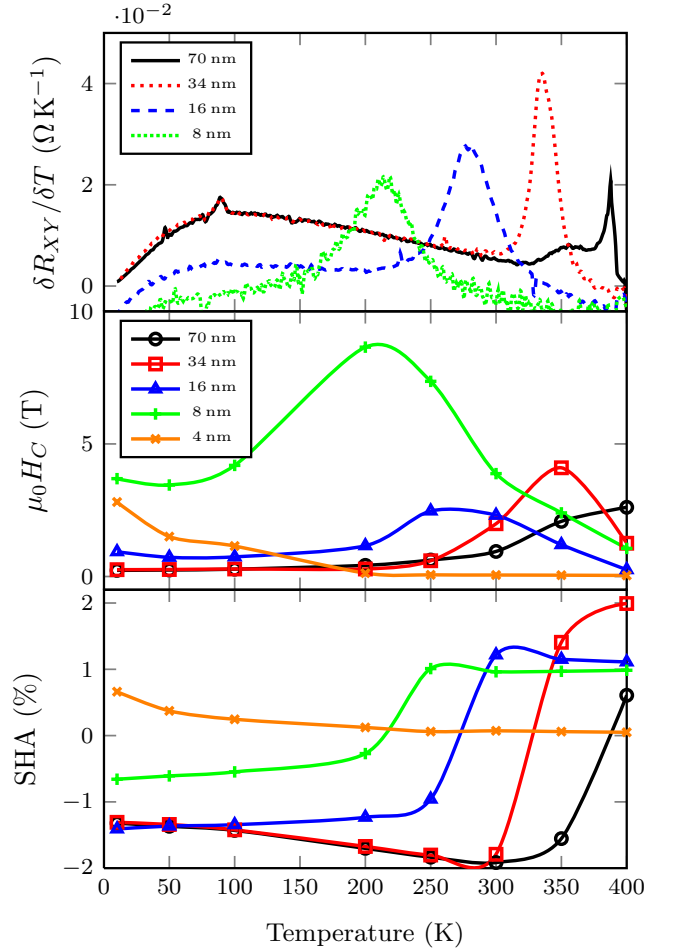 ·10−2
4
2
0
δRXY/δT (Ω K−1)
70 nm
34 nm
16 nm
8 nm
10
5
0
μ0HC (T)
70 nm
34 nm
16 nm
8 nm
4 nm
2
1
0
−1
−2
SHA (%)
0 50 100 150 200 250 300 350 400
Temperature (K)